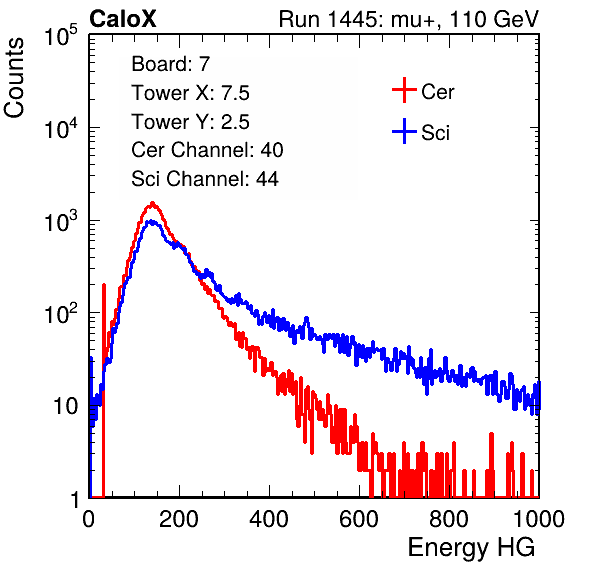 CaloX Run 1445: mu+, 110 GeV
Counts
10^5
Board: 7
Tower X: 7.5
Tower Y: 2.5
Cer Channel: 40
Sci Channel: 44
Cer
Sci
10^4
10^3
10^2
10
1
0 200 400 600 800 1000
Energy HG